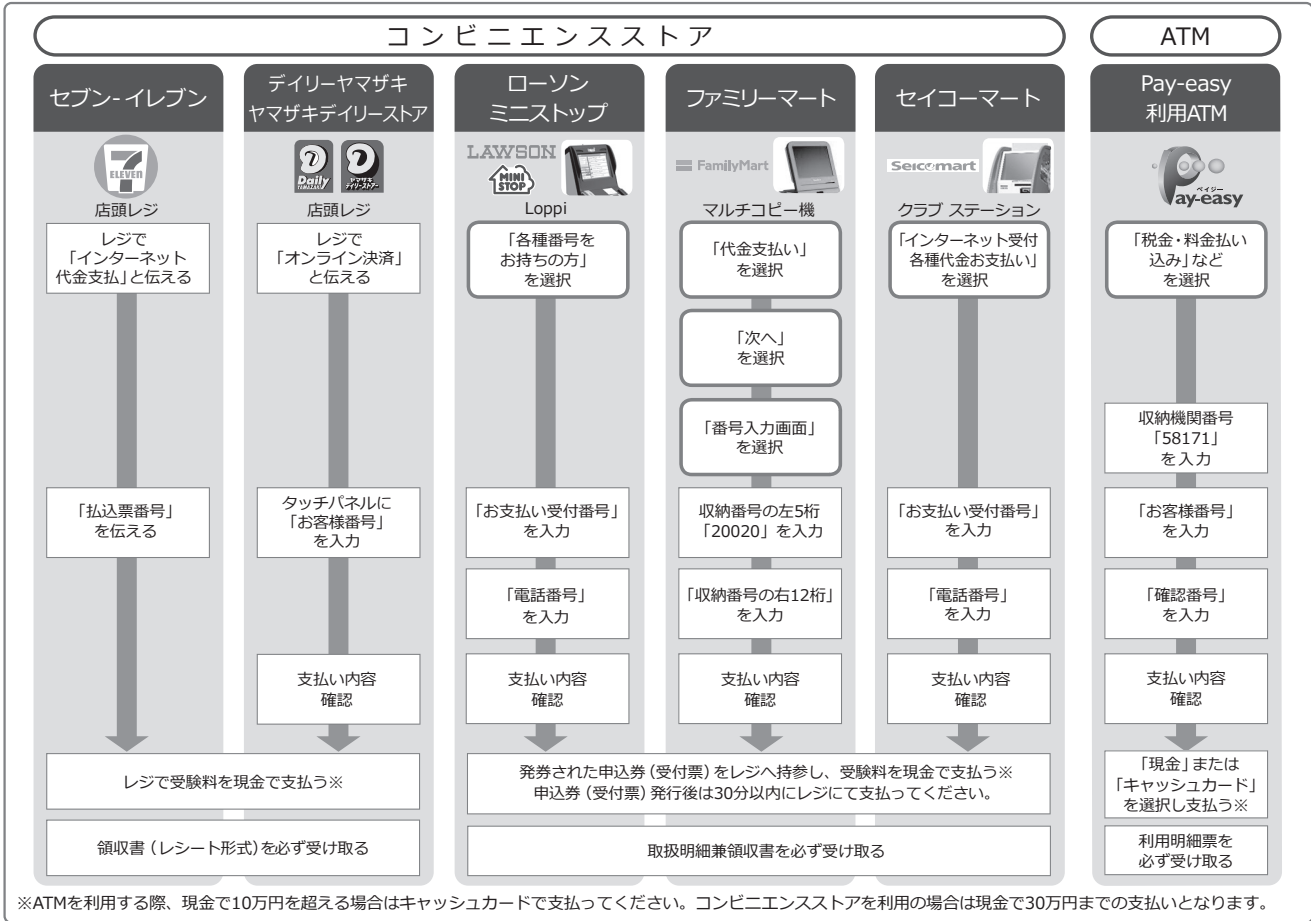 コンビニエンスストア
ATM
セブン-イレブン
7
ELEVEN
店頭レジ
レジで
「インターネット
代金支払」と伝える
「払込票番号」
を伝える
デイリーヤマザキ
ヤマザキデイリーストア
Daily
YAMAZAKI
ヤマザキ
デイリーストアー
店頭レジ
レジで
「オンライン決済」
と伝える
タッチパネルに
「お客様番号」
を入力
支払い内容
確認
レジで受験料を現金で支払う※
領収書（レシート形式）を必ず受け取る
ローソン
ミニストップ
LAWSON
MINI
STOP
Loppi
「各種番号を
お持ちの方」
を選択
「お支払い受付番号」
を入力
「電話番号」
を入力
支払い内容
確認
ファミリーマート
FamilyMart
マルチコピー機
「代金支払い」
を選択
「次へ」
を選択
「番号入力画面」
を選択
収納番号の左5桁
「20020」を入力
「収納番号の右12桁」
を入力
支払い内容
確認
セイコーマート
Seicomart
クラブ ステーション
「インターネット受付
各種代金お支払い」
を選択
「お支払い受付番号」
を入力
「電話番号」
を入力
支払い内容
確認
発券された申込券（受付票）をレジへ持参し、受験料を現金で支払う※
申込券（受付票）発行後は30分以内にレジにて支払ってください。
取扱明細兼領収書を必ず受け取る
Pay-easy
利用ATM
ペイジー
Pay-easy
「税金・料金払い
込み」など
を選択
収納機関番号
「58171」
を入力
「お客様番号」
を入力
「確認番号」
を入力
支払い内容
確認
「現金」または
「キャッシュカード」
を選択し支払う※
利用明細票を
必ず受け取る
※ATMを利用する際、現金で10万円を超える場合はキャッシュカードで支払ってください。コンビニエンスストアを利用の場合は現金で30万円までの支払いとなります。